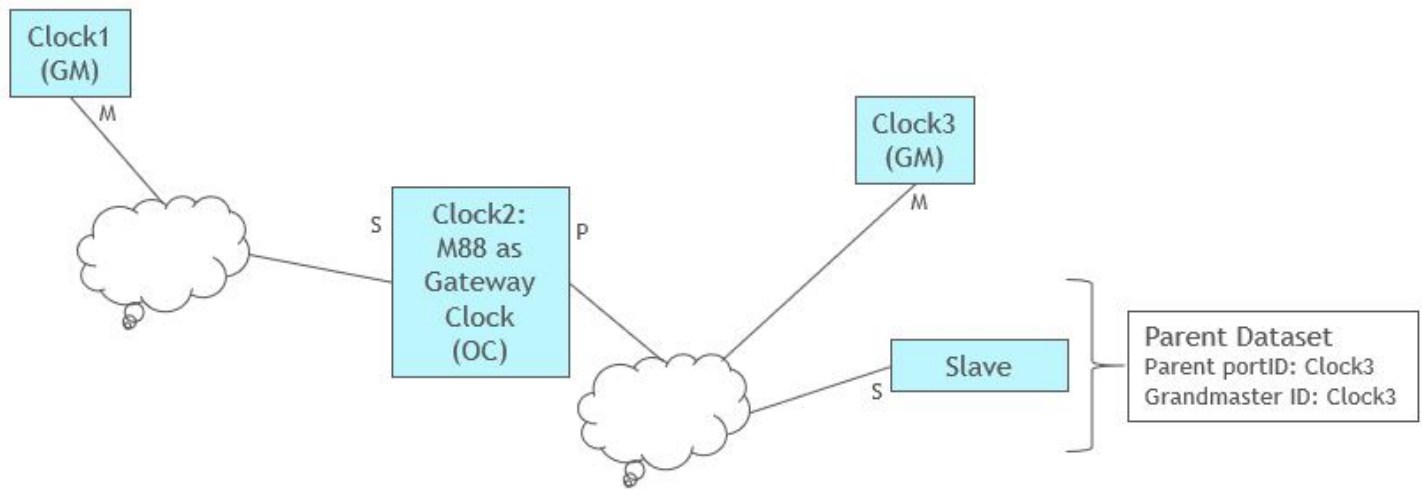 Clock1
(GM)
M
Clock3
(GM)
M
S
Clock2:
M88 as
Gateway
Clock
(OC)
P
Slave
S
Parent Dataset
Parent portID: Clock3
Grandmaster ID: Clock3